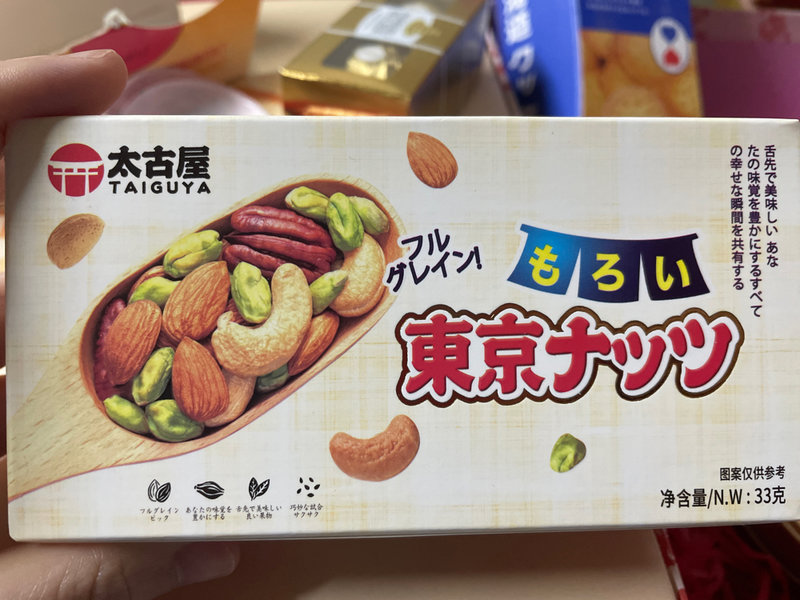 太古屋
TAIGUYA
フル
グレイン!
もろい
東京ナッツ
舌先で美味しい あな
たの味覚を豊かにするすべて
の幸せな瞬間を共有する
フルグレイン
ピック
あなたの味覚を
豊かにする
舌先で美味しい
良い果物
巧妙な試合
サクサク
图案仅供参考
净含量/N.W : 33克